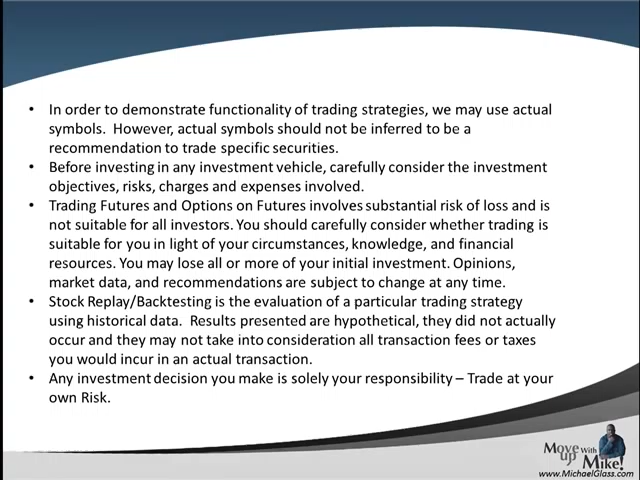 • In order to demonstrate functionality of trading strategies, we may use actual
symbols.  However, actual symbols should not be inferred to be a
recommendation to trade specific securities.
• Before investing in any investment vehicle, carefully consider the investment
objectives, risks, charges and expenses involved.
• Trading Futures and Options on Futures involves substantial risk of loss and is
not suitable for all investors. You should carefully consider whether trading is
suitable for you in light of your circumstances, knowledge, and financial
resources. You may lose all or more of your initial investment. Opinions,
market data, and recommendations are subject to change at any time.
• Stock Replay/Backtesting is the evaluation of a particular trading strategy
using historical data.  Results presented are hypothetical, they did not actually
occur and they may not take into consideration all transaction fees or taxes
you would incur in an actual transaction.
• Any investment decision you make is solely your responsibility – Trade at your
own Risk.
Move up With Mike!
www.MichaelGlass.com